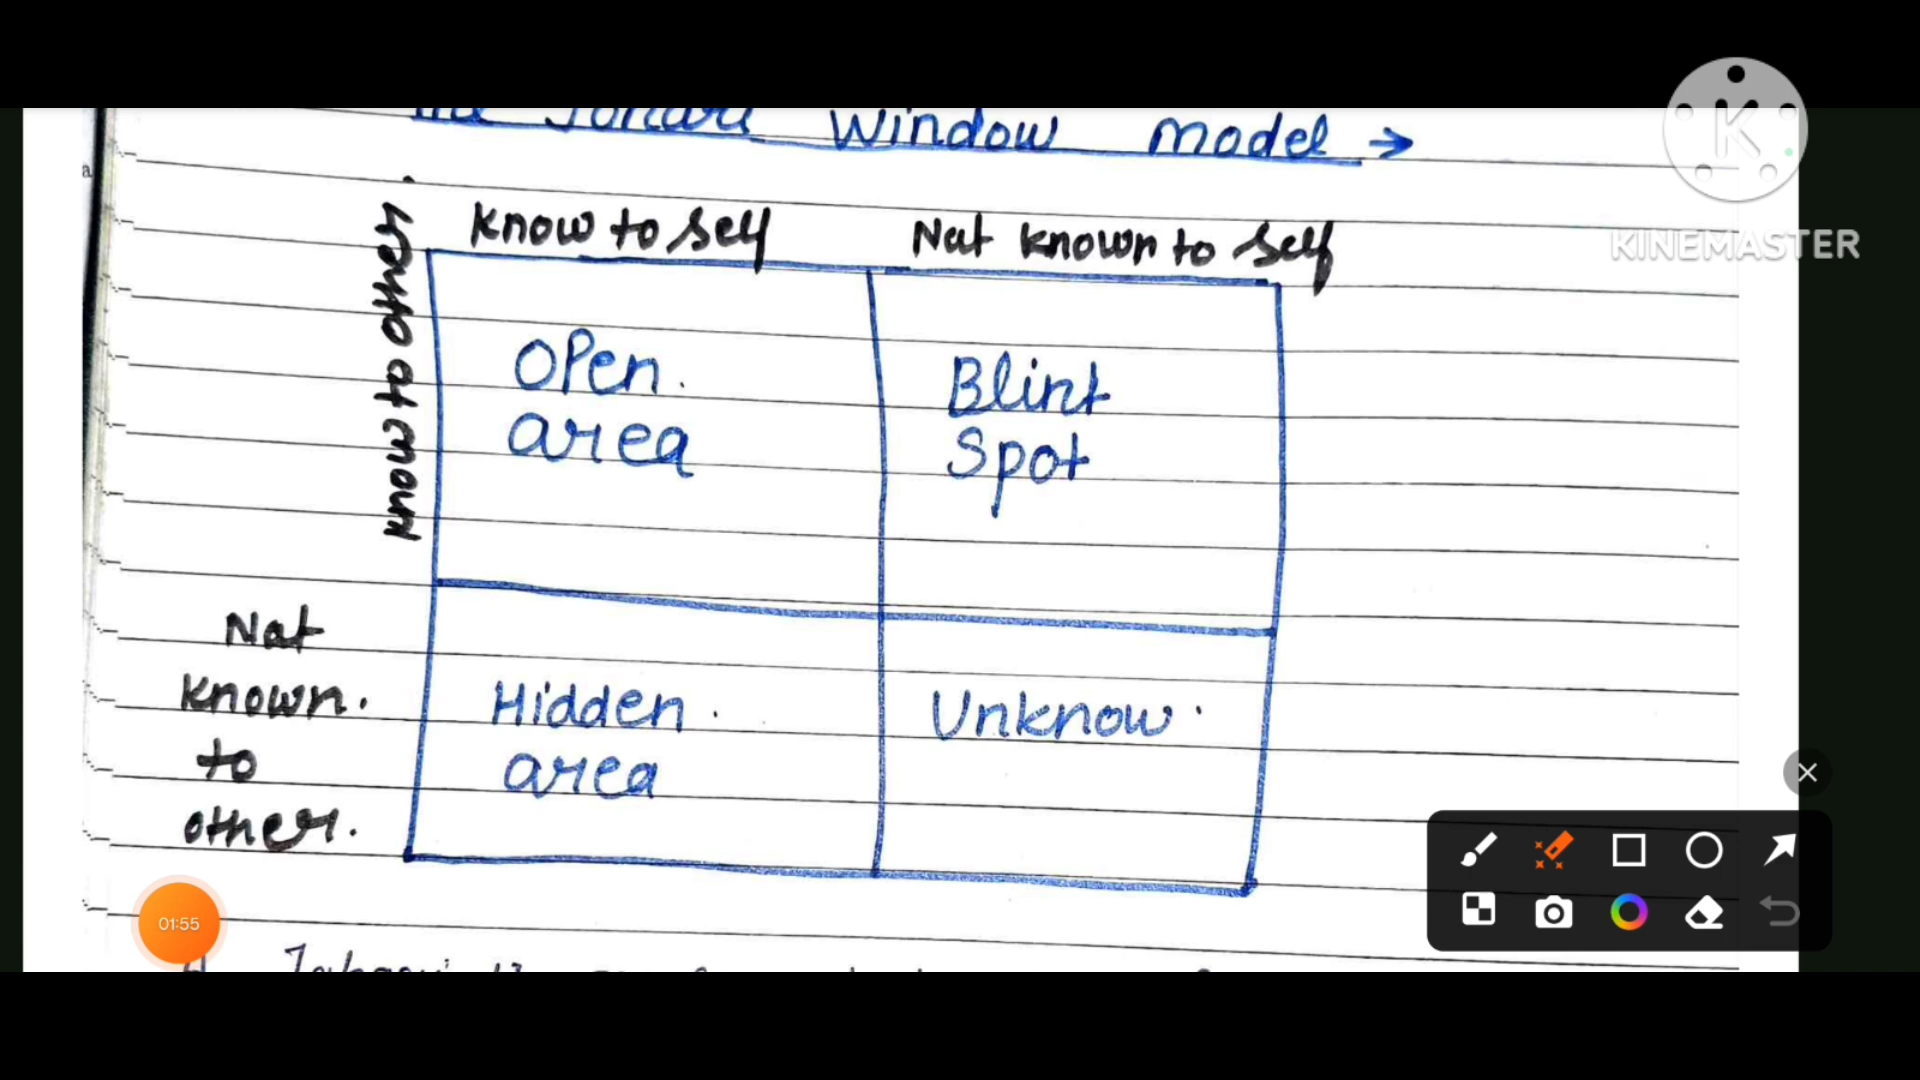 Johari Window Model →
Know to Self
Nat known to Self
Know to other.
Open.
area
Blint
Spot
Nat
Known.
to
other.
Hidden.
area
Unknow.
KINEMASTER
K
01:55